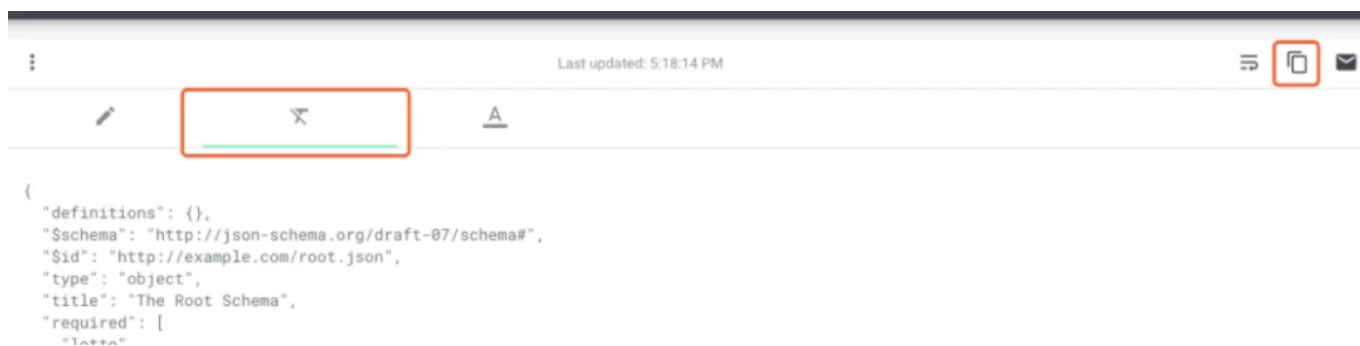 Last updated: 5:18:14 PM
A
{
"definitions": {},
"$schema": "http://json-schema.org/draft-07/schema#",
"$id": "http://example.com/root.json",
"type": "object",
"title": "The Root Schema",
"required": [
"lotto"